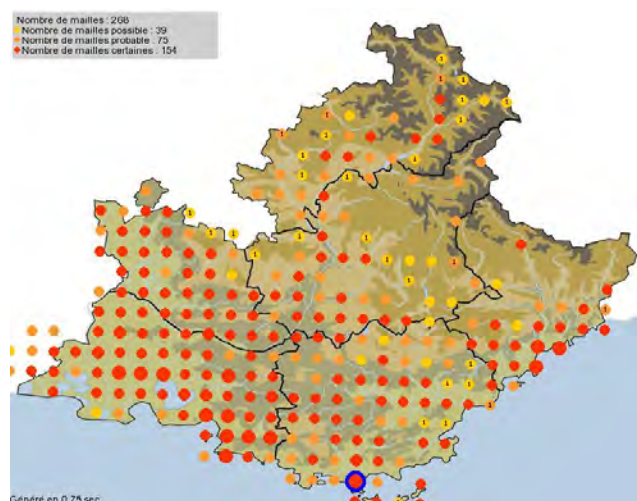 Nombre de mailles : 268
Nombre de mailles possible : 39
Nombre de mailles probable : 75
Nombre de mailles certaines : 154
Généré en 0.75 sec